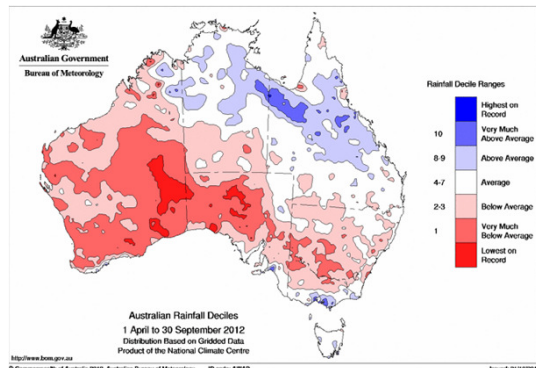 Australian Government
Bureau of Meteorology
Rainfall Decile Ranges
Highest on
Record
10
Very Much
Above Average
8-9
Above Average
4-7
Average
2-3
Below Average
1
Very Much
Below Average
Lowest on
Record
Australian Rainfall Deciles
1 April to 30 September 2012
Distribution Based on Gridded Data
Product of the National Climate Centre
http://www.bom.gov.au